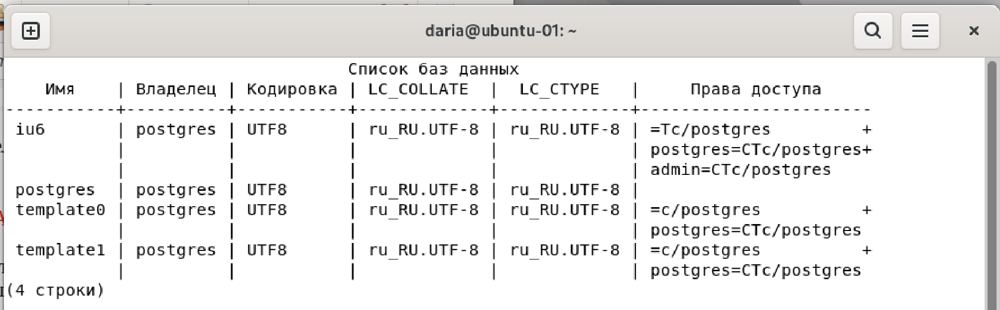 daria@ubuntu-01: ~
Список баз данных
Имя | Владелец | Кодировка | LC_COLLATE | LC_CTYPE | Права доступа
-----------+----------+-----------+-------------+-------------+-----------------------
iu6 | postgres | UTF8 | ru_RU.UTF-8 | ru_RU.UTF-8 | =Tc/postgres +
| | | | | postgres=CTc/postgres+
| | | | | admin=CTc/postgres
postgres | postgres | UTF8 | ru_RU.UTF-8 | ru_RU.UTF-8 |
template0 | postgres | UTF8 | ru_RU.UTF-8 | ru_RU.UTF-8 | =c/postgres +
| | | | | postgres=CTc/postgres
template1 | postgres | UTF8 | ru_RU.UTF-8 | ru_RU.UTF-8 | =c/postgres +
| | | | | postgres=CTc/postgres
(4 строки)